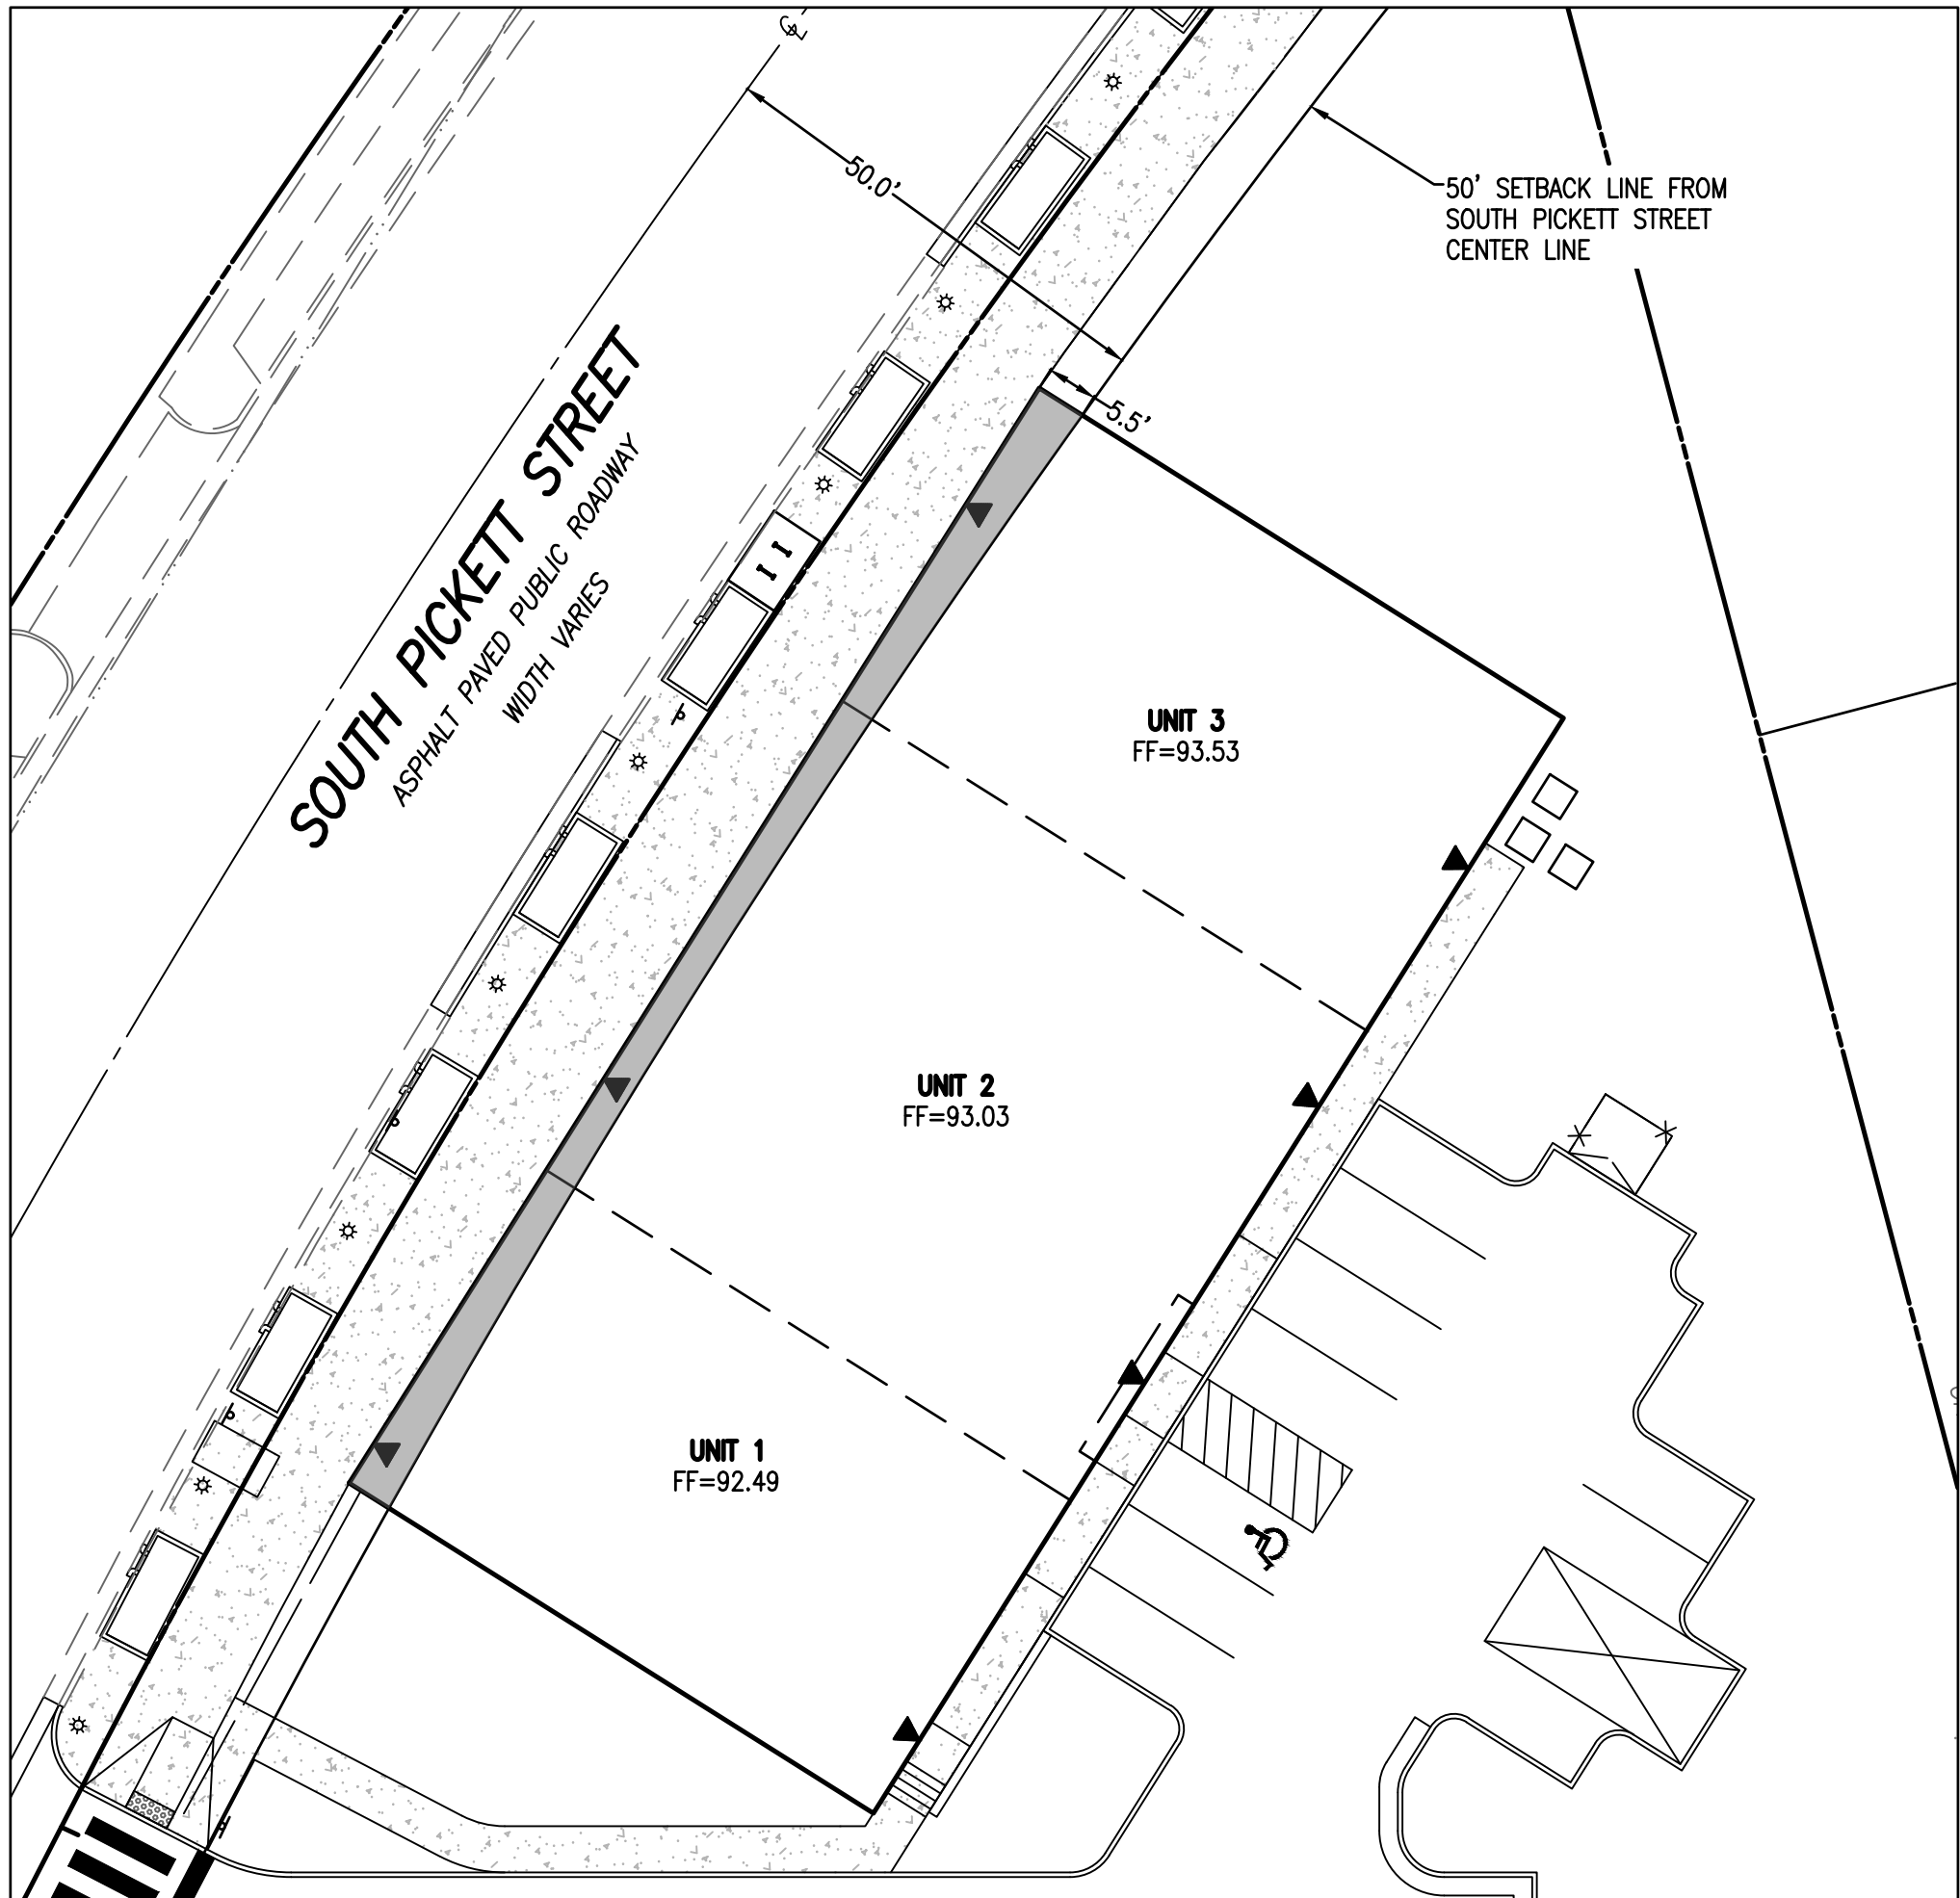 ℄
50.0'
50' SETBACK LINE FROM
SOUTH PICKETT STREET
CENTER LINE
5.5'
SOUTH PICKETT STREET
ASPHALT PAVED PUBLIC ROADWAY
WIDTH VARIES
UNIT 3
FF=93.53
UNIT 2
FF=93.03
UNIT 1
FF=92.49